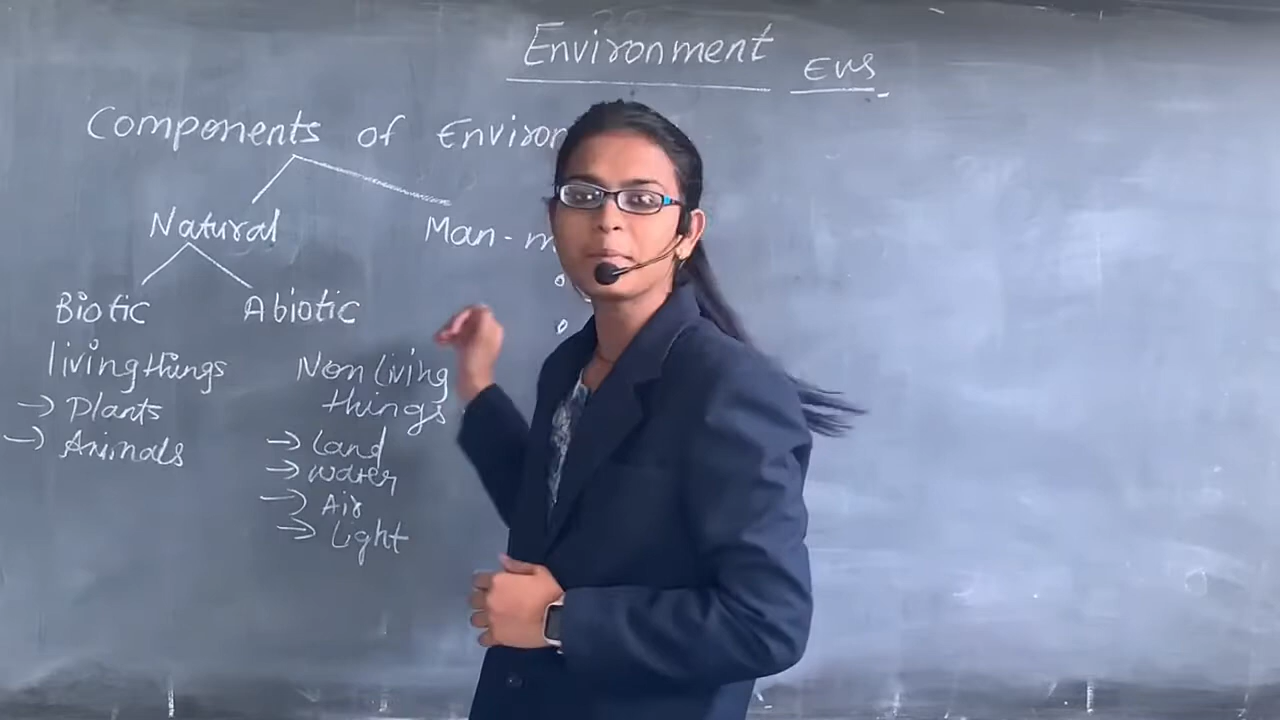 Environment EVS
Components of Environ
Natural Man-m
Biotic Abiotic
living things Non living
things
→ Plants
→ Animals
→ Land
→ Water
→ Air
→ Light